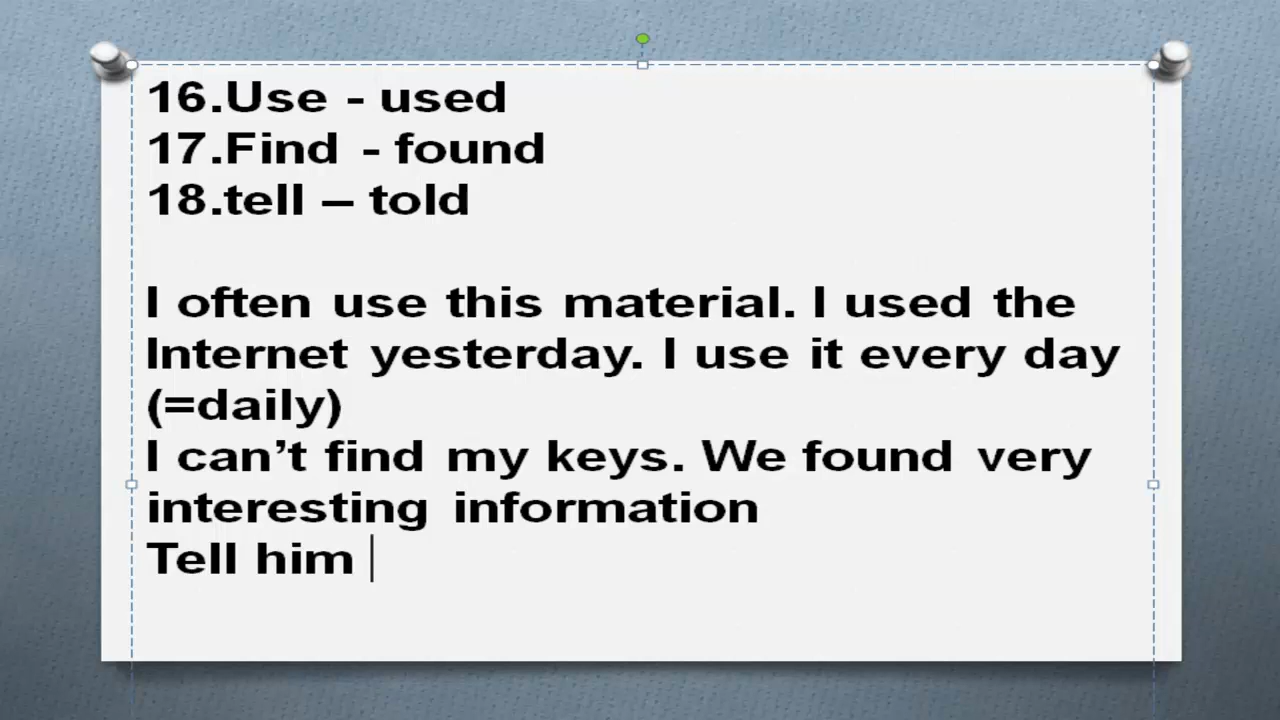 16.Use - used
17.Find - found
18.tell – told
I often use this material. I used the
Internet yesterday. I use it every day
(=daily)
I can’t find my keys. We found very
interesting information
Tell him